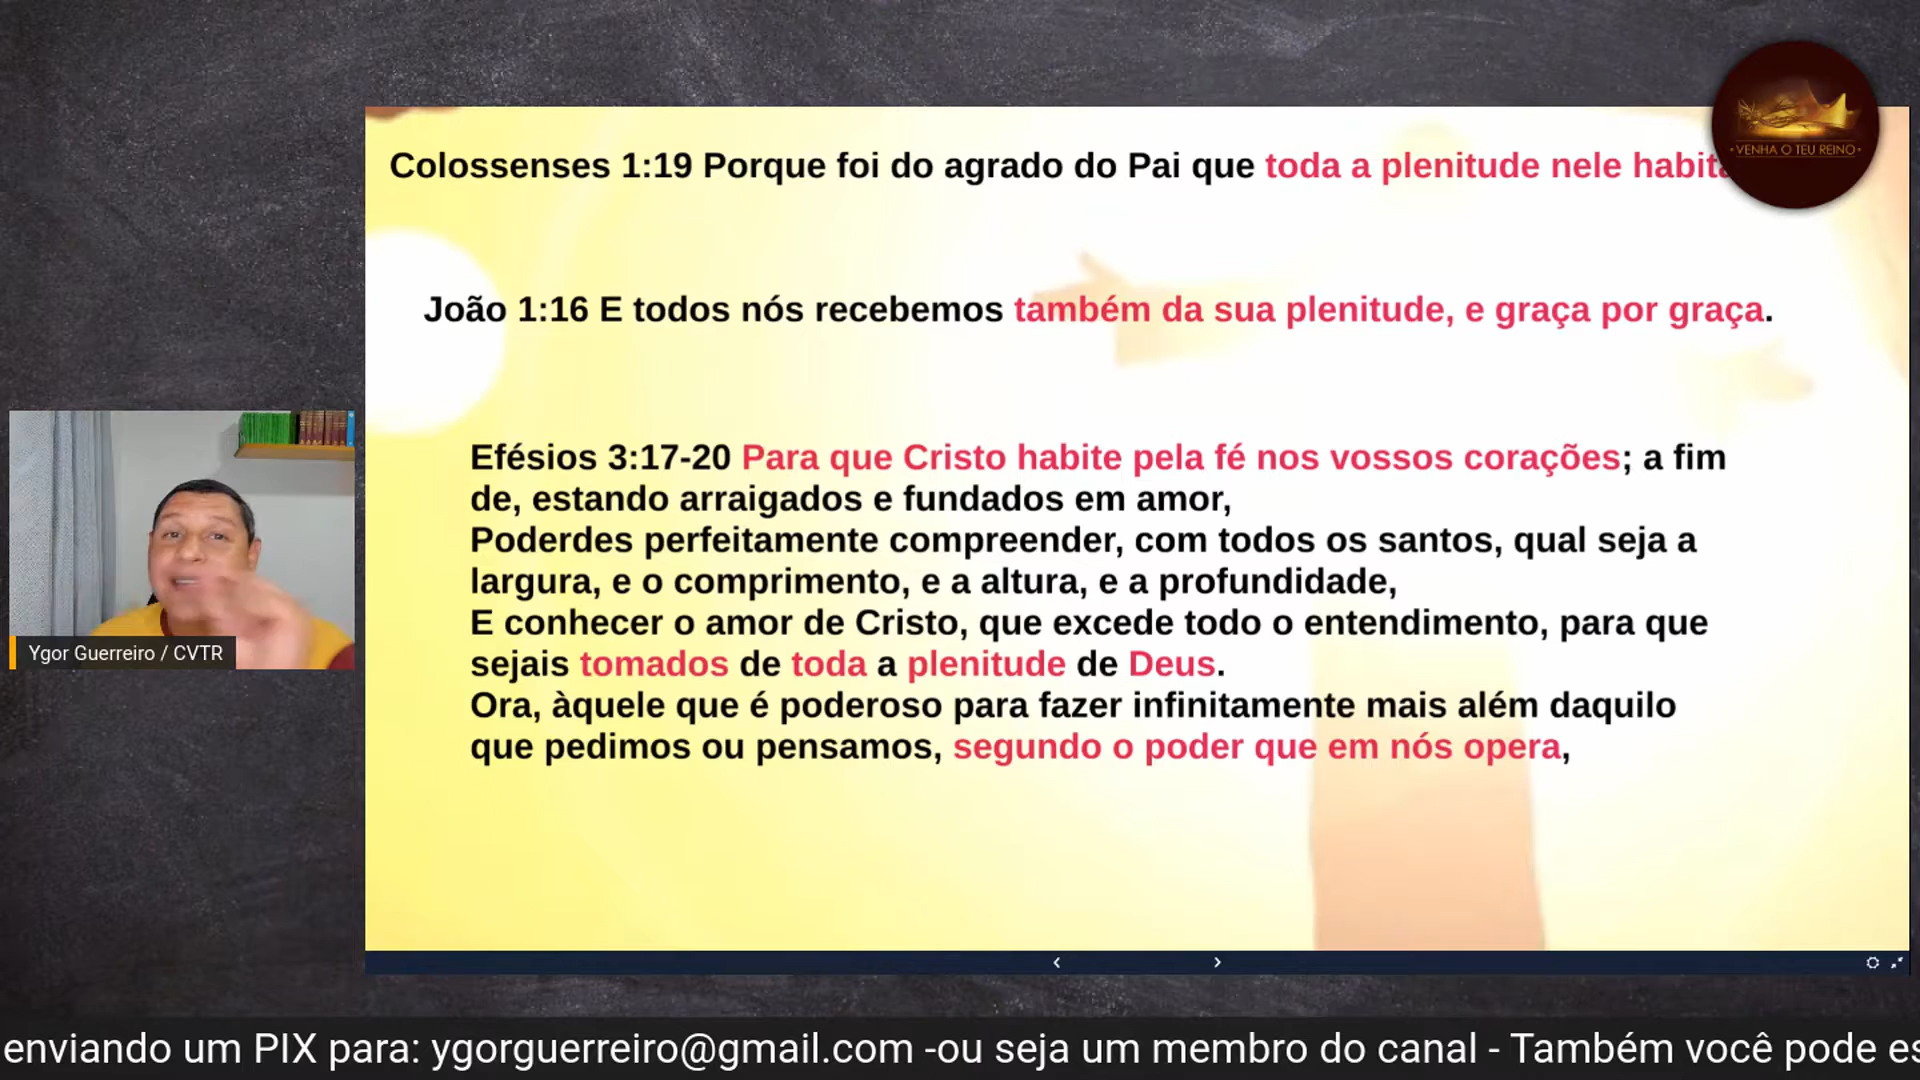 Colossenses 1:19 Porque foi do agrado do Pai que toda a plenitude nele
• VENHA O TEU REINO •
João 1:16 E todos nós recebemos também da sua plenitude, e graça por graça.
Efésios 3:17-20 Para que Cristo habite pela fé nos vossos corações; a fim
de, estando arraigados e fundados em amor,
Poderdes perfeitamente compreender, com todos os santos, qual seja a
largura, e o comprimento, e a altura, e a profundidade,
E conhecer o amor de Cristo, que excede todo o entendimento, para que
sejais tomados de toda a plenitude de Deus.
Ora, àquele que é poderoso para fazer infinitamente mais além daquilo
que pedimos ou pensamos, segundo o poder que em nós opera,
Ygor Guerreiro / CVTR
enviando um PIX para: ygorguerreiro@gmail.com -ou seja um membro do canal - Também você pode